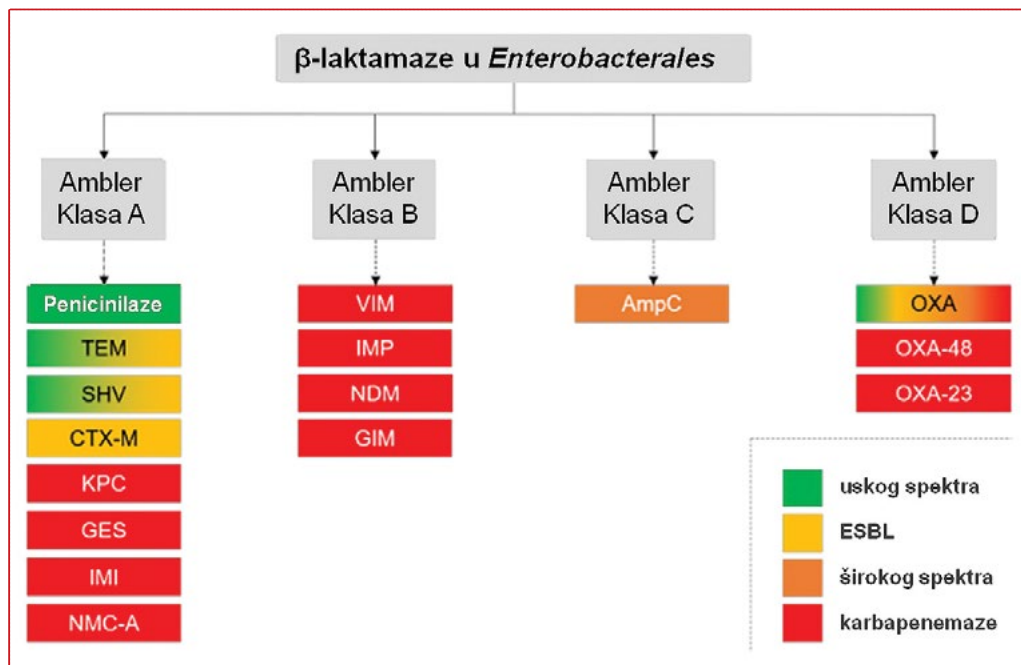 β-laktamaze u Enterobacterales
Ambler
Klasa A
Ambler
Klasa B
Ambler
Klasa C
Ambler
Klasa D
Penicinilaze
TEM
SHV
CTX-M
KPC
GES
IMI
NMC-A
VIM
IMP
NDM
GIM
AmpC
OXA
OXA-48
OXA-23
uskog spektra
ESBL
širokog spektra
karbapenemaze